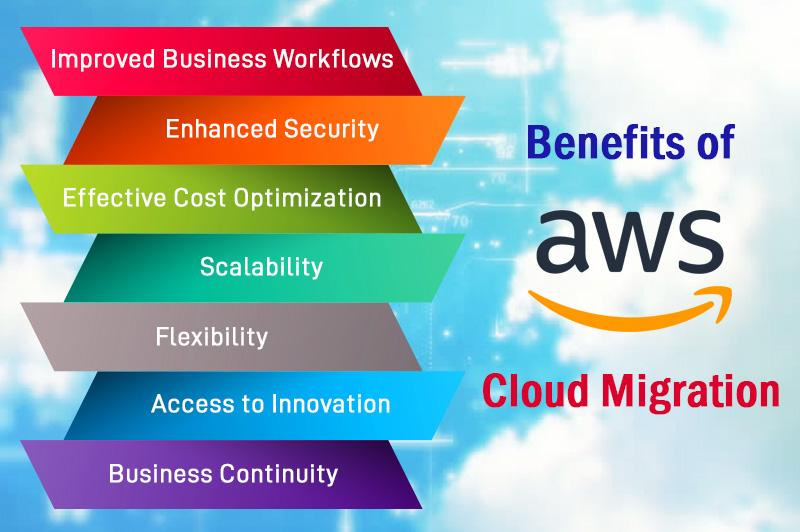 Improved Business Workflows
Enhanced Security
Effective Cost Optimization
Scalability
Flexibility
Access to Innovation
Business Continuity
Benefits of
aws
Cloud Migration